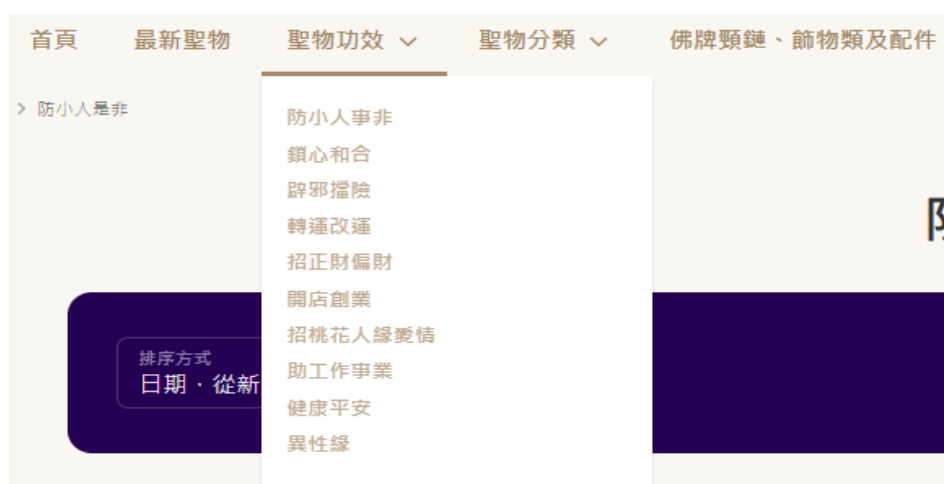 首頁 最新聖物 聖物功效 聖物分類 佛牌頸鏈、飾物類及配件
> 防小人是非
防小人事非
鎖心和合
辟邪擋險
轉運改運
招正財偏財
開店創業
招桃花人緣愛情
助工作事業
健康平安
異性緣
排序方式
日期·從新